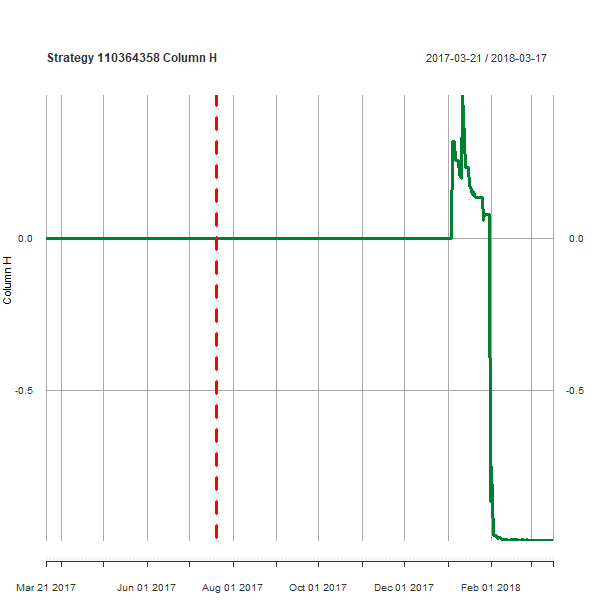 Strategy 110364358 Column H
2017-03-21 / 2018-03-17
0.0
0.0
Column H
-0.5
-0.5
Mar 21 2017
Jun 01 2017
Aug 01 2017
Oct 01 2017
Dec 01 2017
Feb 01 2018